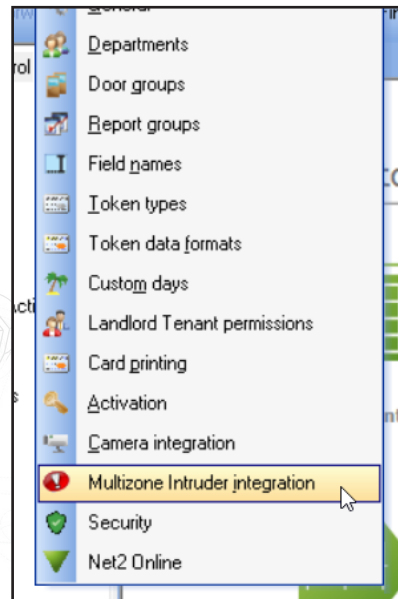 General
Departments
Door groups
Report groups
Field names
Token types
Token data formats
Custom days
Landlord Tenant permissions
Card printing
Activation
Camera integration
Multizone Intruder integration
Security
Net2 Online